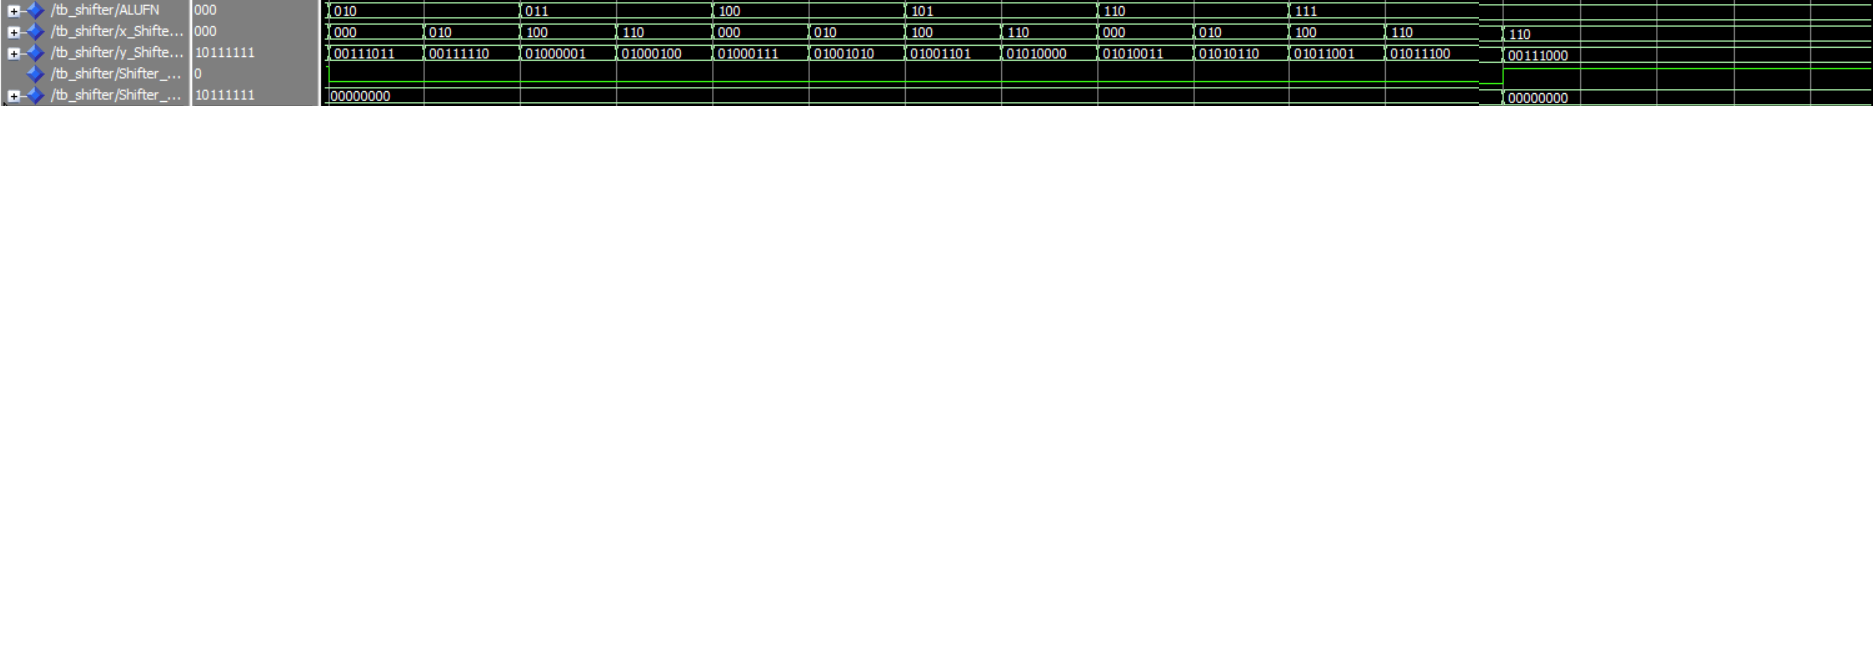 /tb_shifter/ALUFN 000 010 011 100 101 110 111
/tb_shifter/x_Shifte... 000 000 010 100 110 000 010 100 110 000 010 100 110 110
/tb_shifter/y_Shifte... 10111111 00111011 00111110 01000001 01000100 01000111 01001010 01001101 01010000 01010011 01010110 01011001 01011100 00111000
/tb_shifter/Shifter_... 0
/tb_shifter/Shifter_... 10111111 00000000 00000000